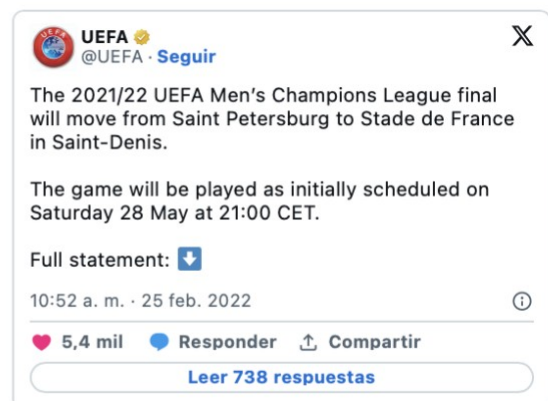 UEFA
@UEFA · Seguir
The 2021/22 UEFA Men's Champions League final
will move from Saint Petersburg to Stade de France
in Saint-Denis.
The game will be played as initially scheduled on
Saturday 28 May at 21:00 CET.
Full statement: ⬇️
10:52 a. m. · 25 feb. 2022
5,4 mil Responder Compartir
Leer 738 respuestas